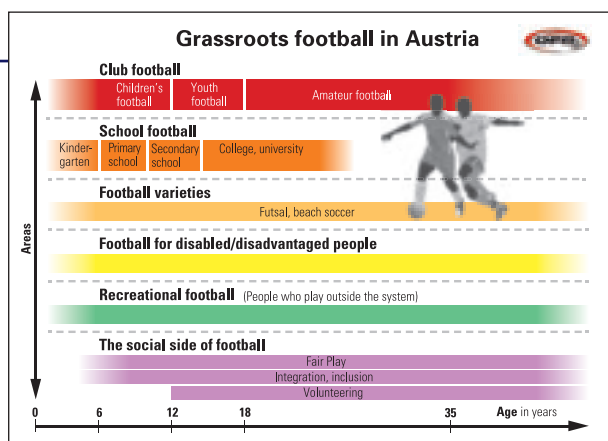 Grassroots football in Austria
Club football
Children's
football
Youth
football
Amateur football
School football
Kinder-
garten
Primary
school
Secondary
school
College, university
Football varieties
Futsal, beach soccer
Football for disabled/disadvantaged people
Recreational football (People who play outside the system)
The social side of football
Fair Play
Integration, inclusion
Volunteering
Areas
0 6 12 18 35 Age in years